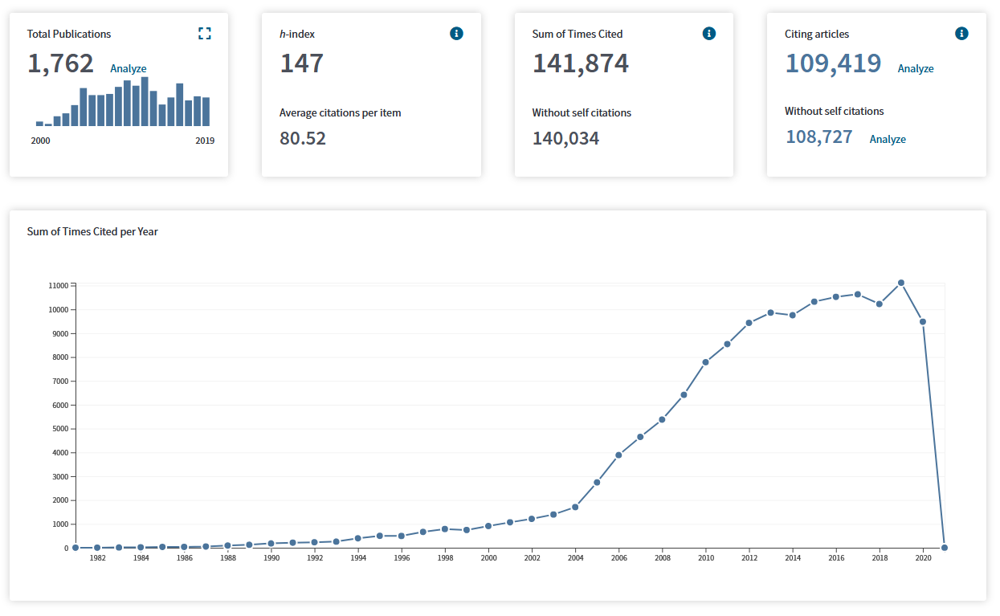 Total Publications
1,762 Analyze
2000 2019
h-index
147
Average citations per item
80.52
Sum of Times Cited
141,874
Without self citations
140,034
Citing articles
109,419 Analyze
Without self citations
108,727 Analyze
Sum of Times Cited per Year
11000
10000
9000
8000
7000
6000
5000
4000
3000
2000
1000
0
1982 1984 1986 1988 1990 1992 1994 1996 1998 2000 2002 2004 2006 2008 2010 2012 2014 2016 2018 2020